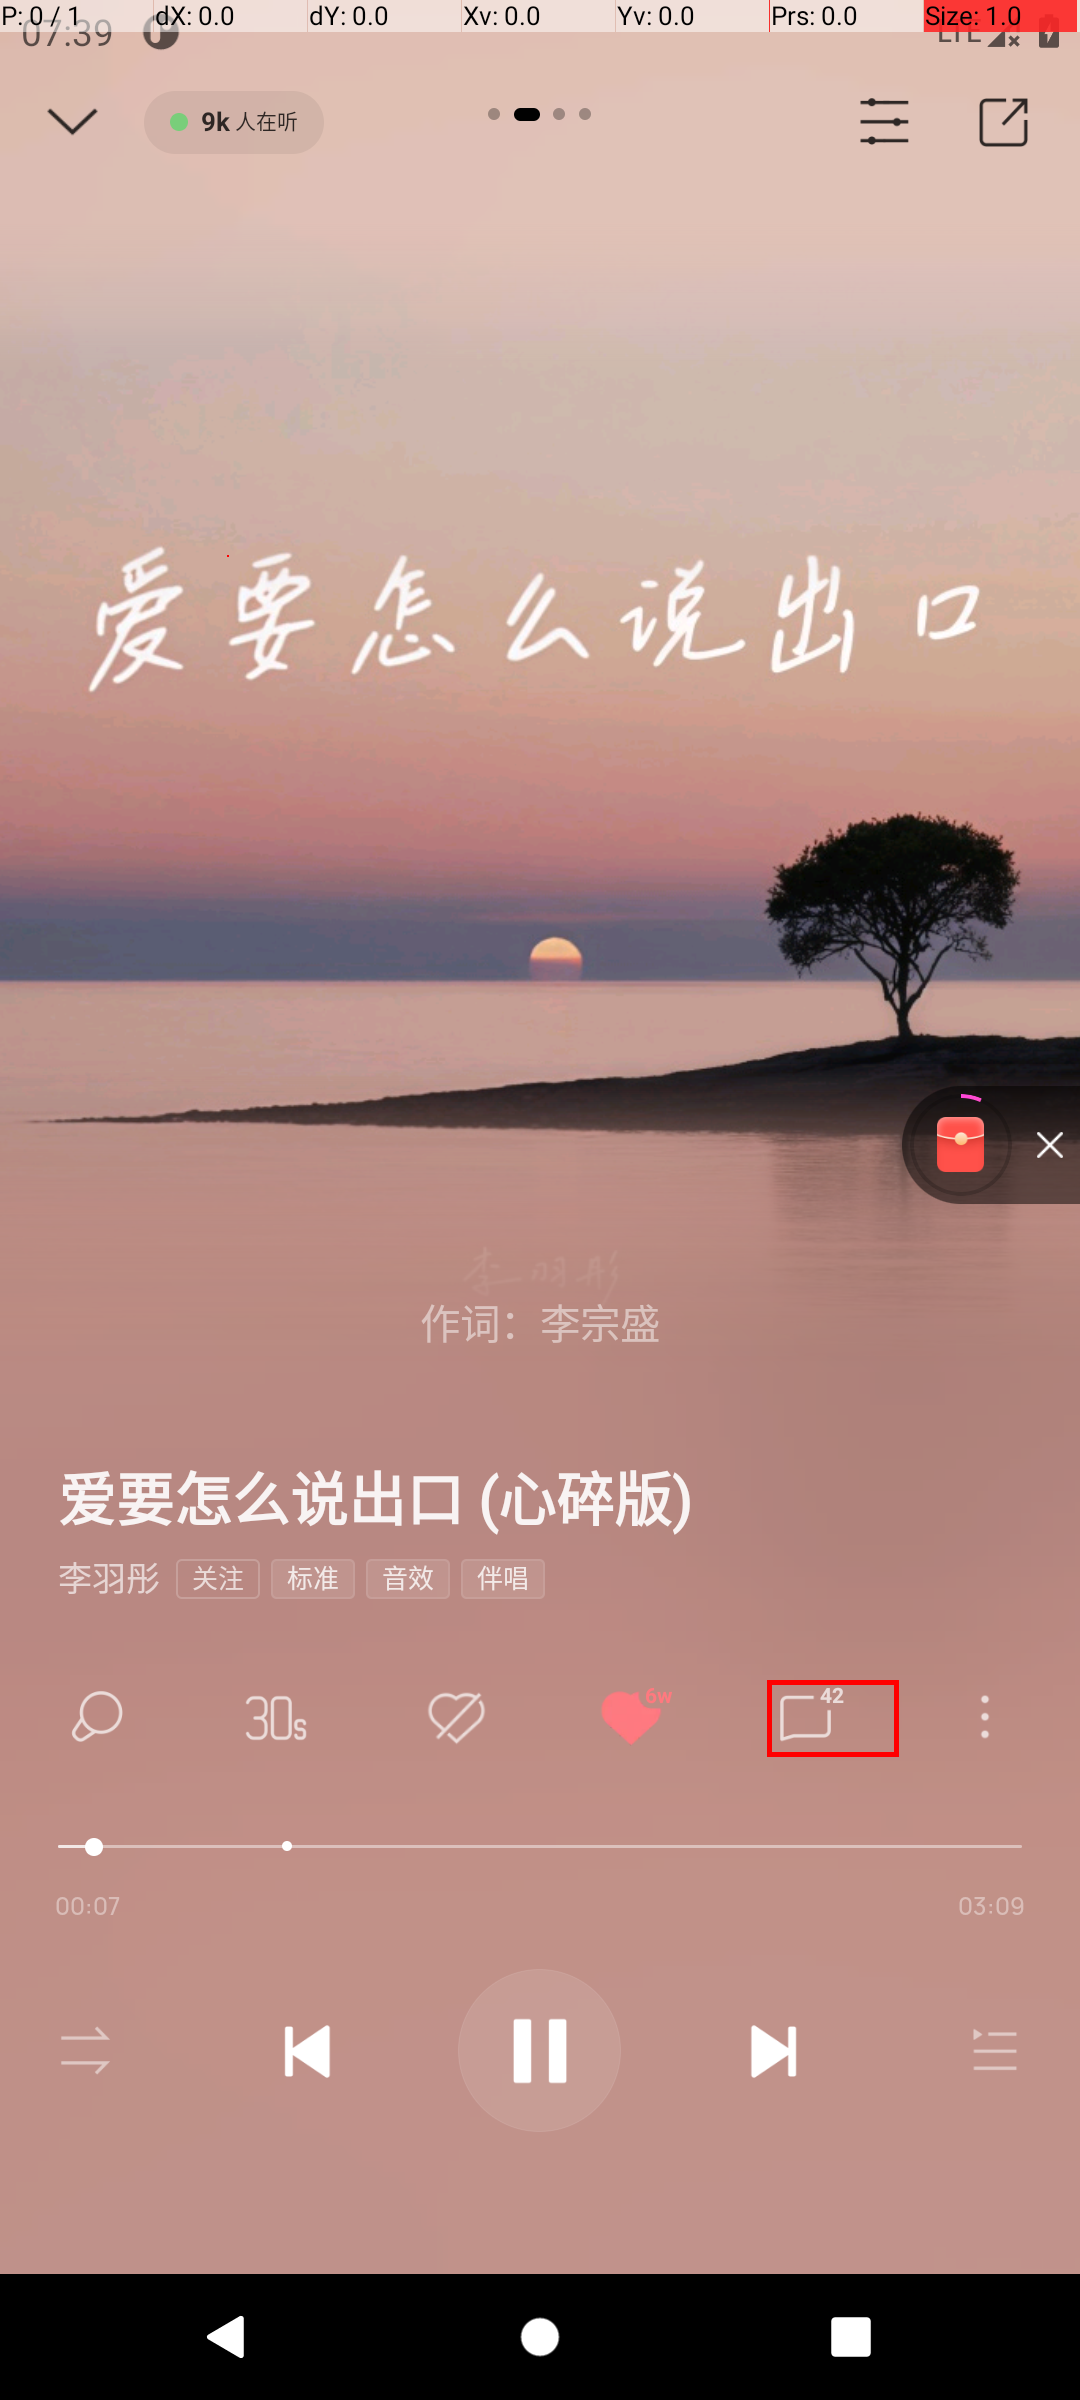 P: 0 / 1 dX: 0.0 dY: 0.0 Xv: 0.0 Yv: 0.0 Prs: 0.0 Size: 1.0
07:39 LTE
9k 人在听
爱要怎么说出口
李羽彤
作词：李宗盛
爱要怎么说出口 (心碎版)
李羽彤 关注 标准 音效 伴唱
30s 6w 42
00:07 03:09